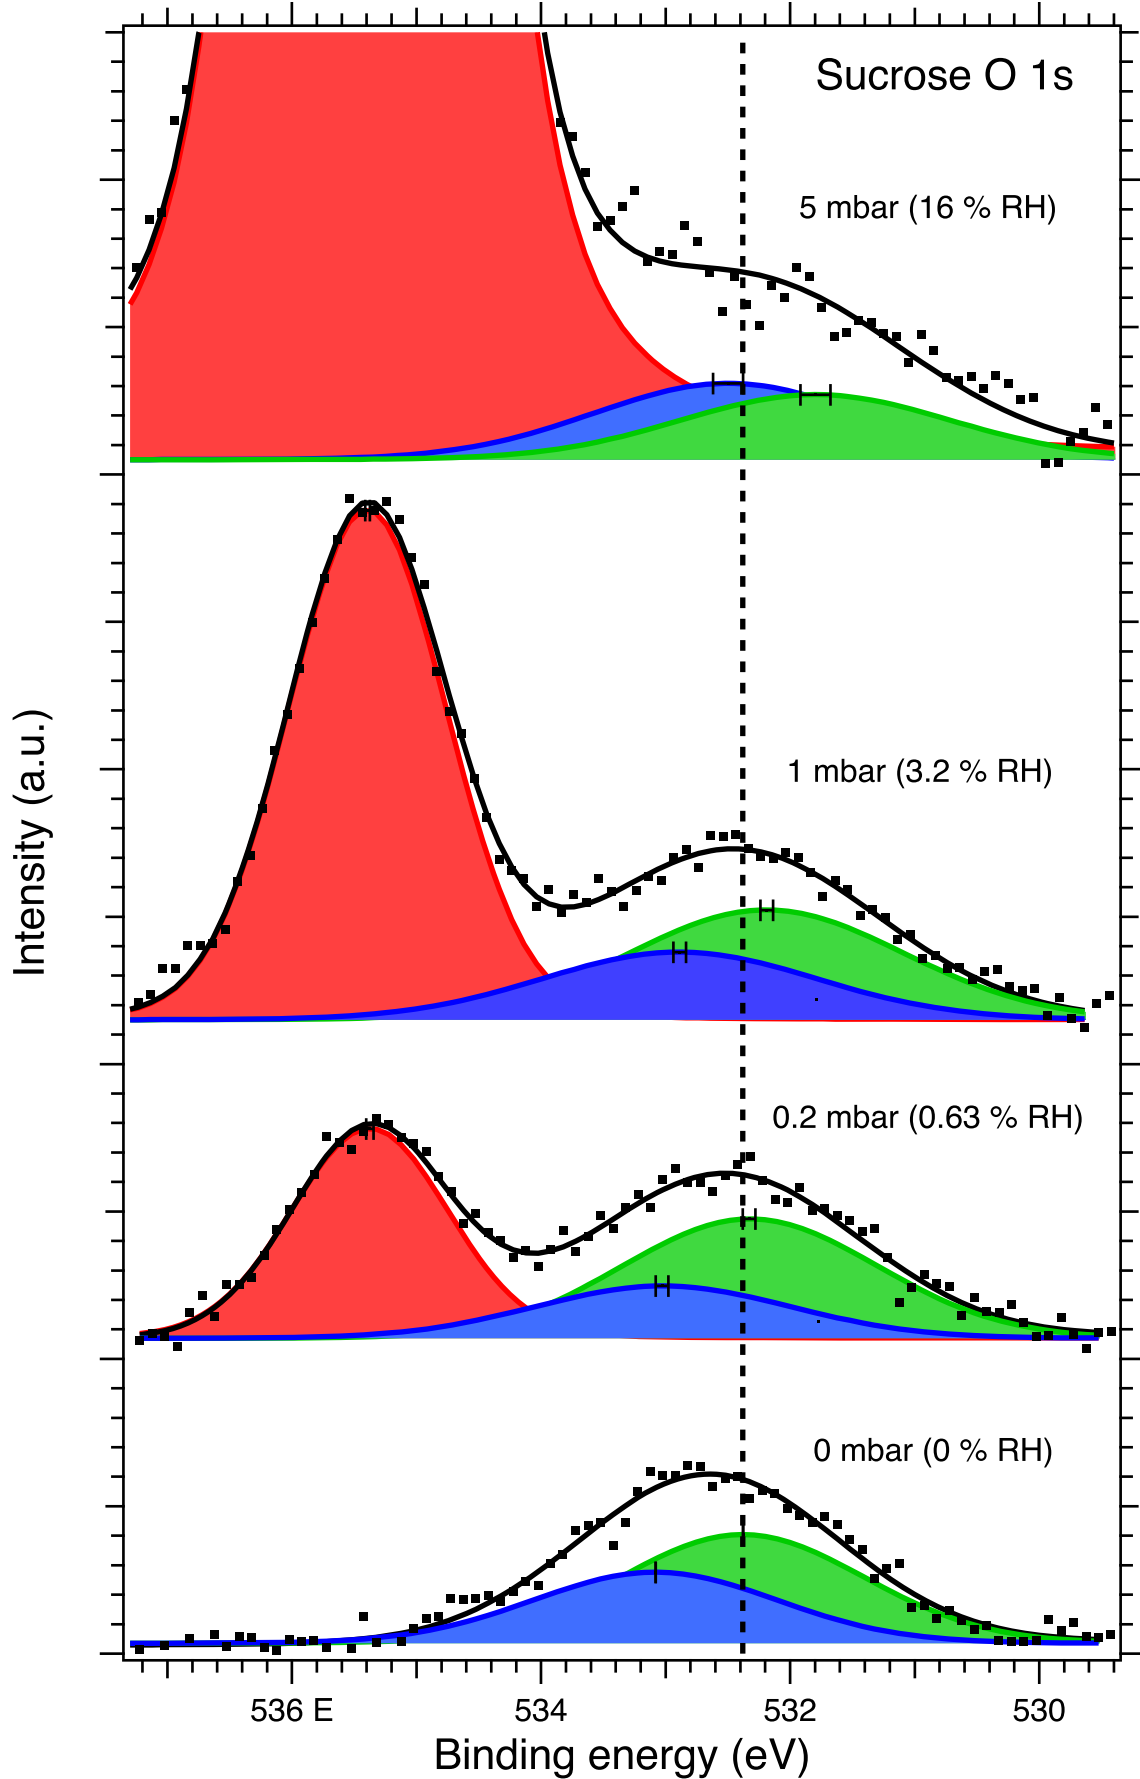 Sucrose O 1s
5 mbar (16 % RH)
1 mbar (3.2 % RH)
0.2 mbar (0.63 % RH)
0 mbar (0 % RH)
Intensity (a.u.)
536 E 534 532 530
Binding energy (eV)